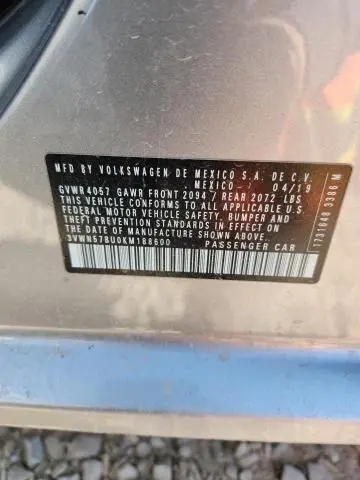 MFD BY VOLKSWAGEN DE MEXICO S.A. DE C.V.
MEXICO 04/19
GVWR 4057 GAWR FRONT 2094 / REAR 2072 LBS
THIS VEHICLE CONFORMS TO ALL APPLICABLE U.S.
FEDERAL MOTOR VEHICLE SAFETY, BUMPER AND
THEFT PREVENTION STANDARDS IN EFFECT ON THE
DATE OF MANUFACTURE SHOWN ABOVE.
3VWN57BU0KM188600 PASSENGER CAR
1731648 3386 M